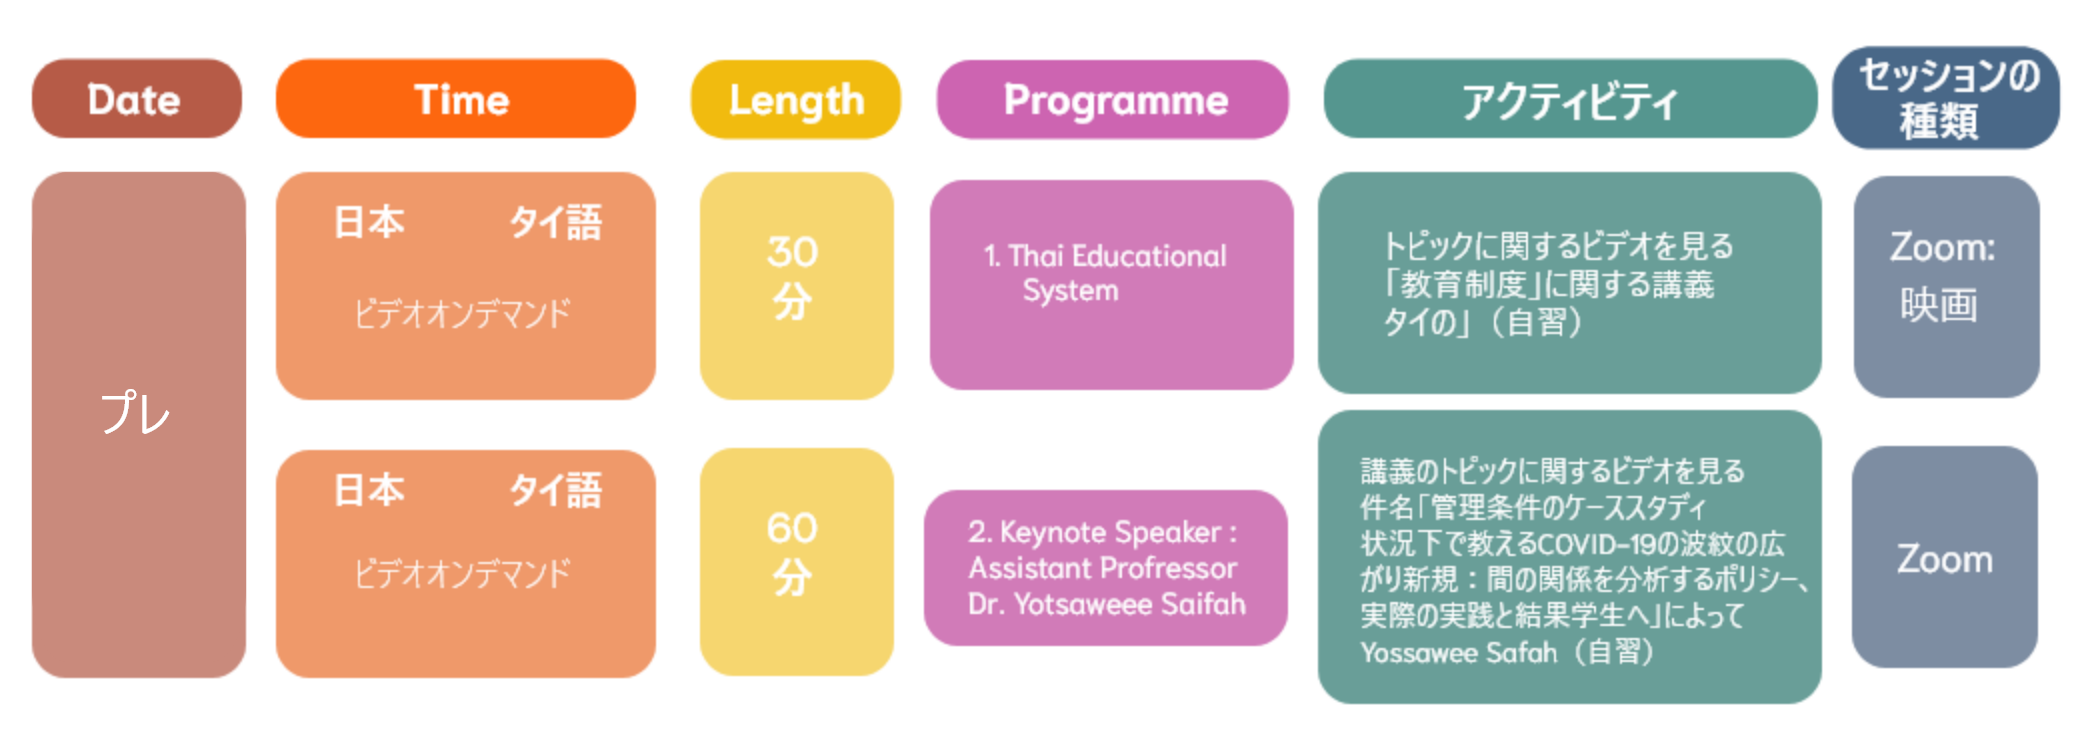 Date
Time
Length
Programme
アクティビティ
セッションの
種類
プレ
日本 タイ語
ビデオオンデマンド
30
分
1. Thai Educational
System
トピックに関するビデオを見る
「教育制度」に関する講義
タイの」（自習）
Zoom:
映画
日本 タイ語
ビデオオンデマンド
60
分
2. Keynote Speaker :
Assistant Profressor
Dr. Yotsaweee Saifah
講義のトピックに関するビデオを見る
件名「管理条件のケーススタディ
状況下で教えるCOVID-19の波紋の広
がり新規：間の関係を分析するポリシー、
実際の実践と結果学生へ」によって
Yossawee Safah（自習）
Zoom